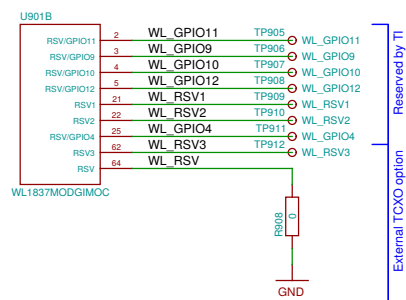 U901B
RSV/GPIO11 2 WL_GPIO11 TP905 WL_GPIO11
RSV/GPIO9 3 WL_GPIO9 TP906 WL_GPIO9
RSV/GPIO10 4 WL_GPIO10 TP907 WL_GPIO10
RSV/GPIO12 5 WL_GPIO12 TP908 WL_GPIO12
RSV1 21 WL_RSV1 TP909 WL_RSV1
RSV2 22 WL_RSV2 TP910 WL_RSV2
RSV/GPIO4 25 WL_GPIO4 TP911 WL_GPIO4
RSV3 62 WL_RSV3 TP912 WL_RSV3
RSV 64 WL_RSV
WL1837MODGIMOC
R908 0
GND
Reserved by TI
External TCXO option